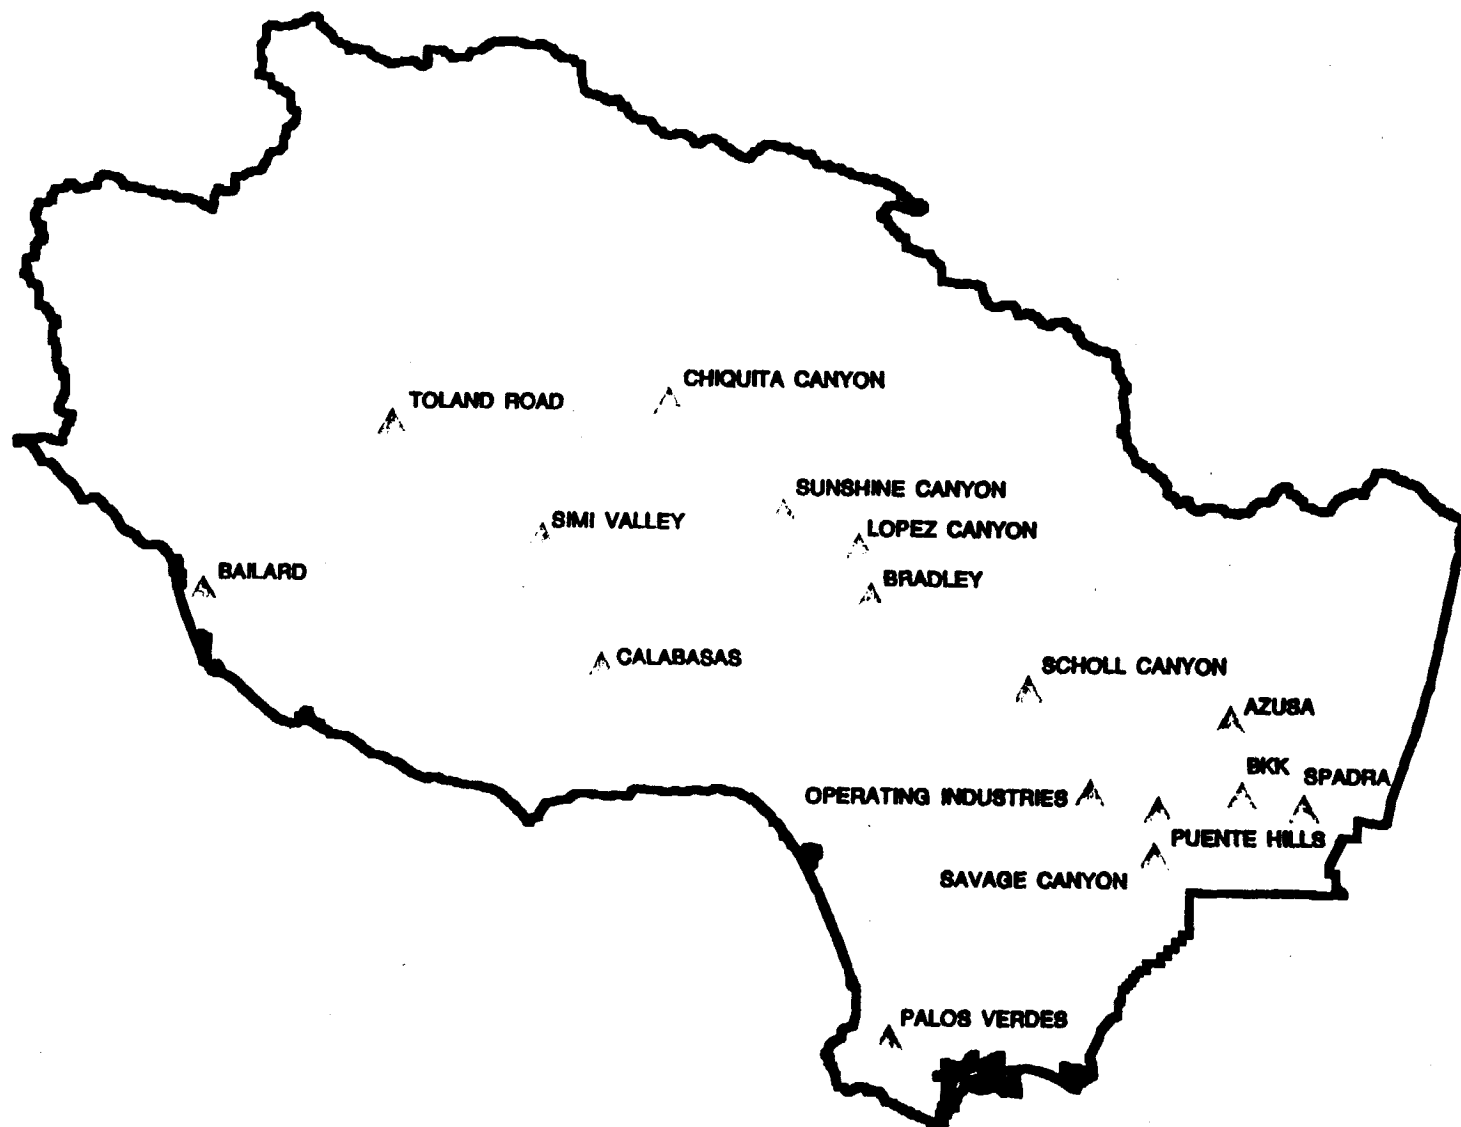 CHIQUITA CANYON
TOLAND ROAD
SUNSHINE CANYON
SIMI VALLEY
LOPEZ CANYON
BAILARD
BRADLEY
CALABASAS
SCHOLL CANYON
AZUSA
BKK
SPADRA
OPERATING INDUSTRIES
PUENTE HILLS
SAVAGE CANYON
PALOS VERDES